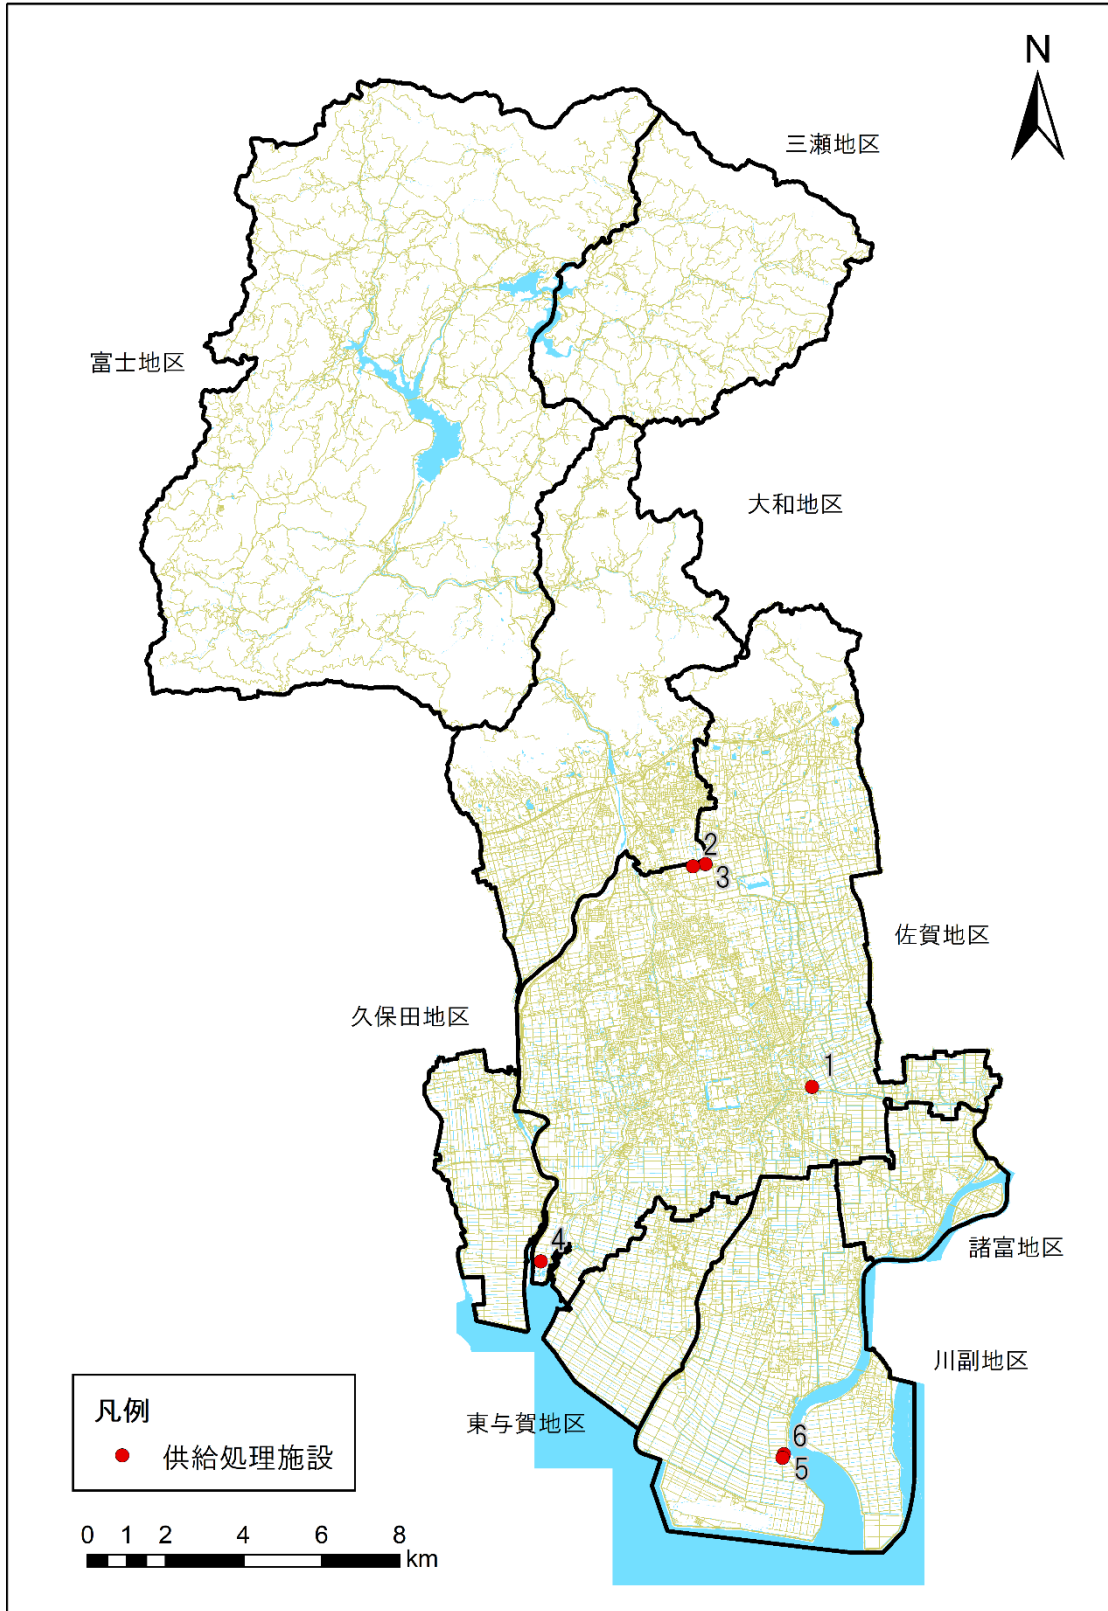 N
三瀬地区
富士地区
大和地区
2
3
佐賀地区
久保田地区
1
4
諸富地区
川副地区
東与賀地区
6
5
凡例
供給処理施設
0 1 2 4 6 8
km